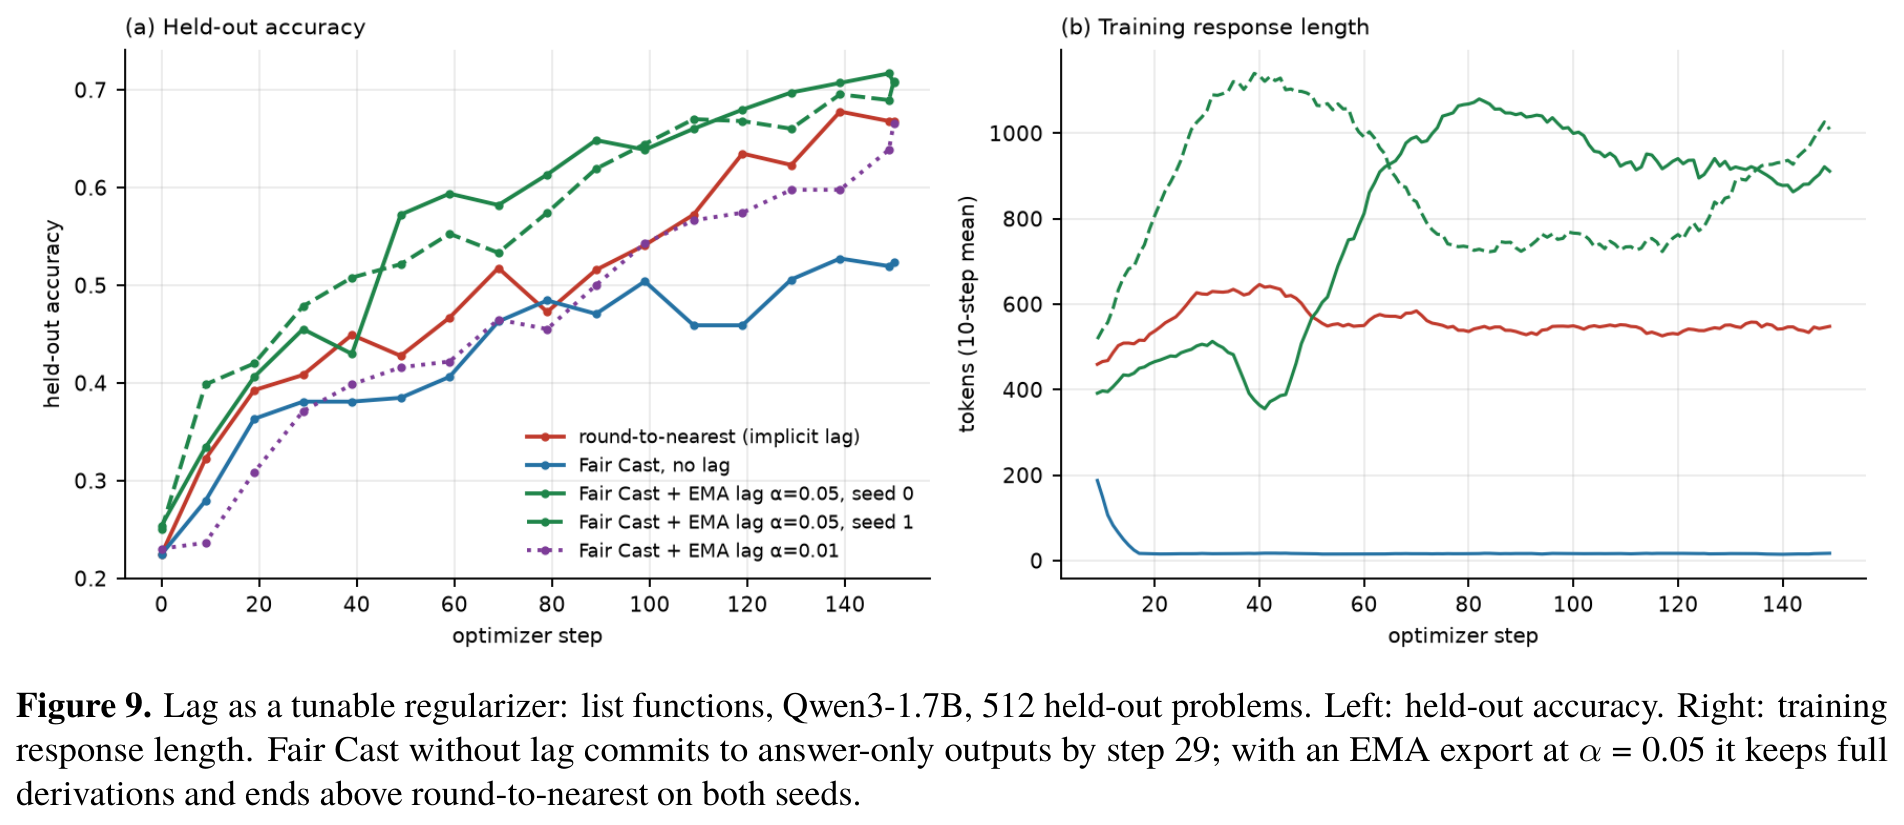 (a) Held-out accuracy
held-out accuracy
0.7
0.6
0.5
0.4
0.3
0.2
0 20 40 60 80 100 120 140
optimizer step
round-to-nearest (implicit lag)
Fair Cast, no lag
Fair Cast + EMA lag α=0.05, seed 0
Fair Cast + EMA lag α=0.05, seed 1
Fair Cast + EMA lag α=0.01
(b) Training response length
tokens (10-step mean)
1000
800
600
400
200
0
20 40 60 80 100 120 140
optimizer step
Figure 9. Lag as a tunable regularizer: list functions, Qwen3-1.7B, 512 held-out problems. Left: held-out accuracy. Right: training
response length. Fair Cast without lag commits to answer-only outputs by step 29; with an EMA export at α = 0.05 it keeps full
derivations and ends above round-to-nearest on both seeds.